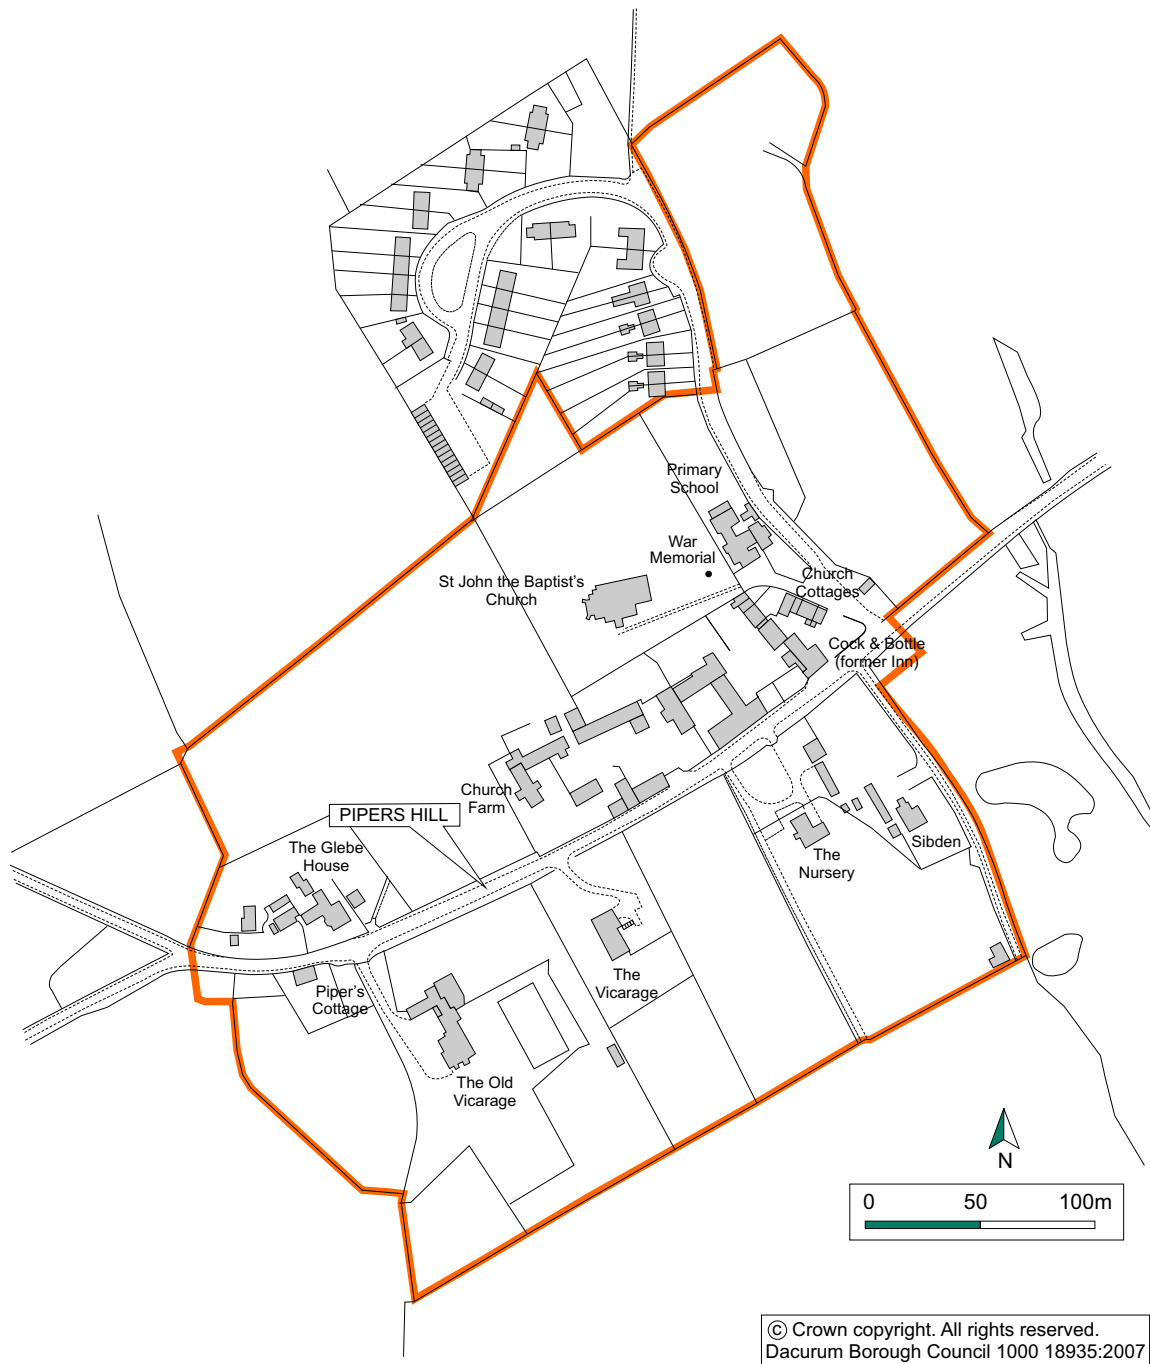 Primary
School
War
Memorial
St John the Baptist's
Church
Church
Cottages
Cock & Bottle
(former Inn)
Church
Farm
PIPERS HILL
The Glebe
House
Sibden
The
Nursery
The
Vicarage
Piper's
Cottage
The Old
Vicarage
N
0 50 100m
© Crown copyright. All rights reserved.
Dacurum Borough Council 1000 18935:2007